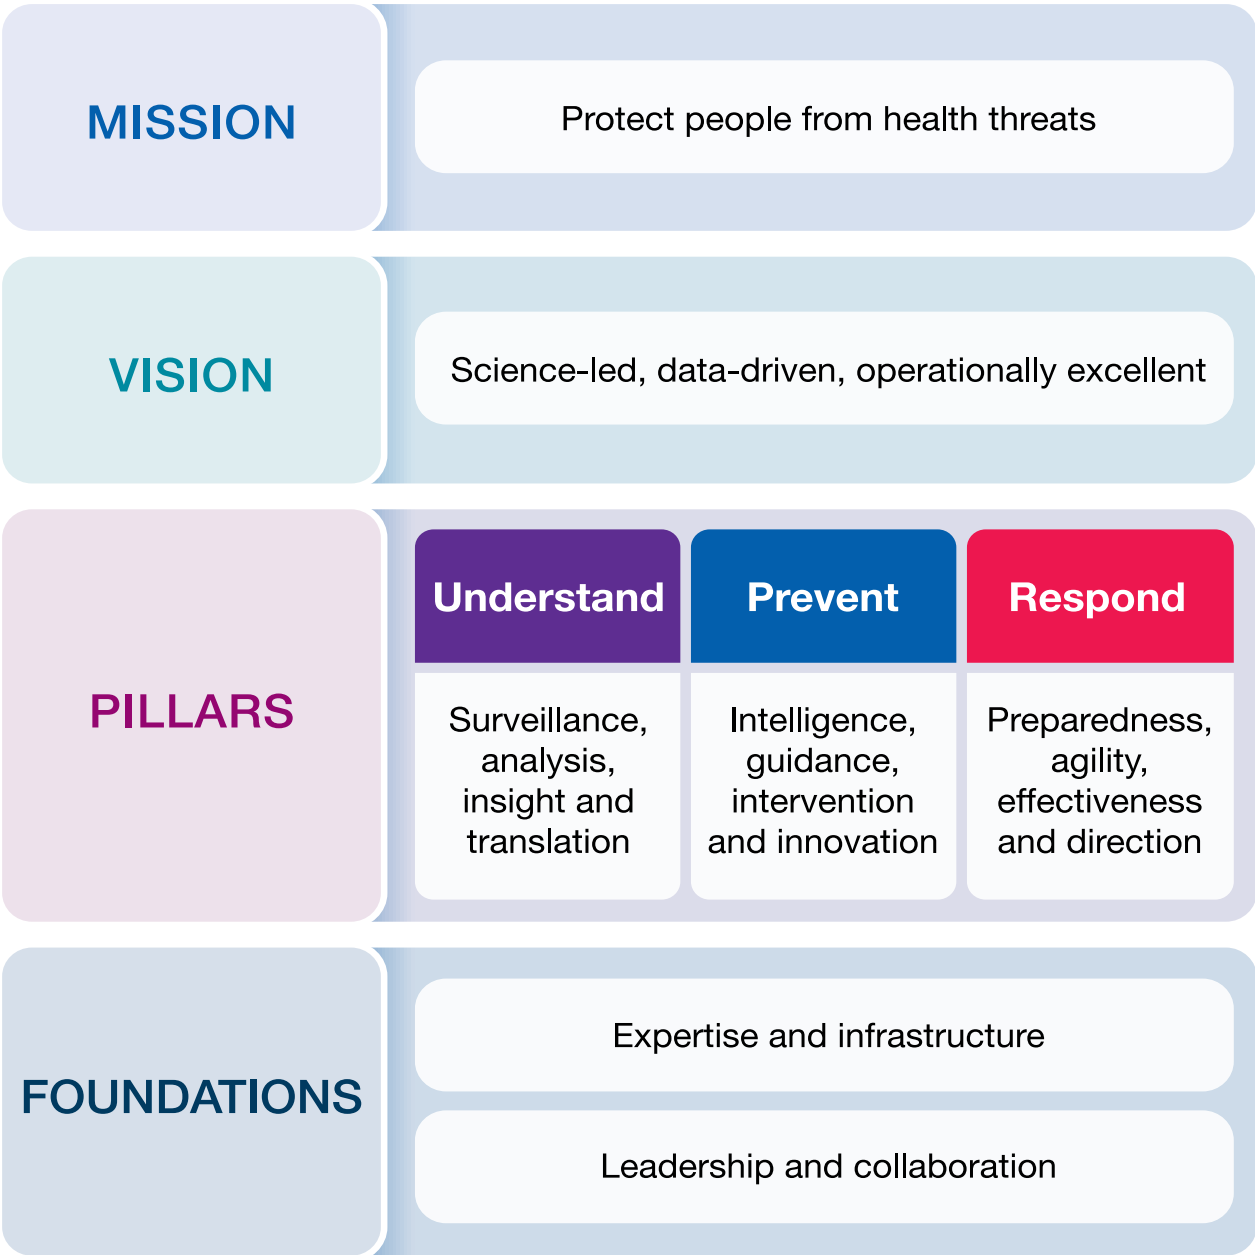 MISSION
Protect people from health threats
VISION
Science-led, data-driven, operationally excellent
PILLARS
Understand
Surveillance,
analysis,
insight and
translation
Prevent
Intelligence,
guidance,
intervention
and innovation
Respond
Preparedness,
agility,
effectiveness
and direction
FOUNDATIONS
Expertise and infrastructure
Leadership and collaboration